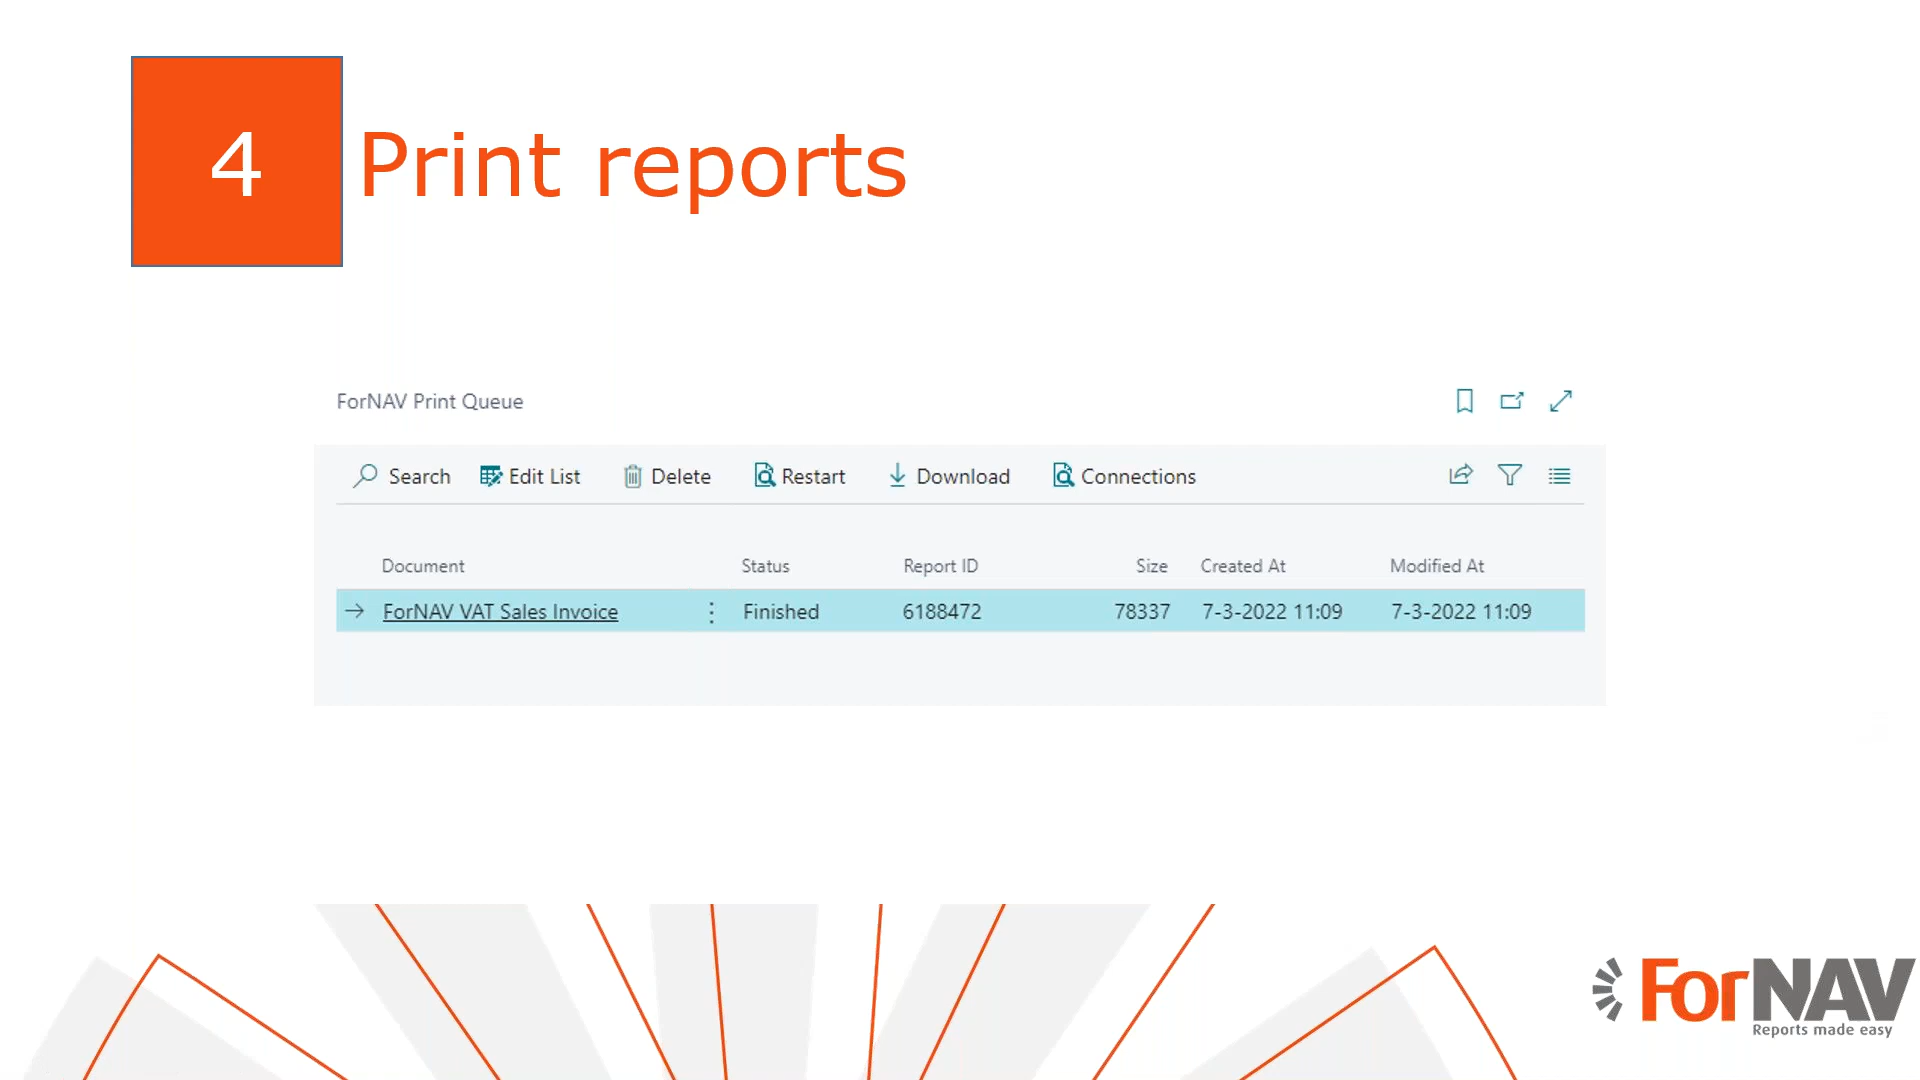 4
Print reports
ForNAV Print Queue
Search Edit List Delete Restart Download Connections
Document Status Report ID Size Created At Modified At
ForNAV VAT Sales Invoice Finished 6188472 78337 7-3-2022 11:09 7-3-2022 11:09
ForNAV
Reports made easy